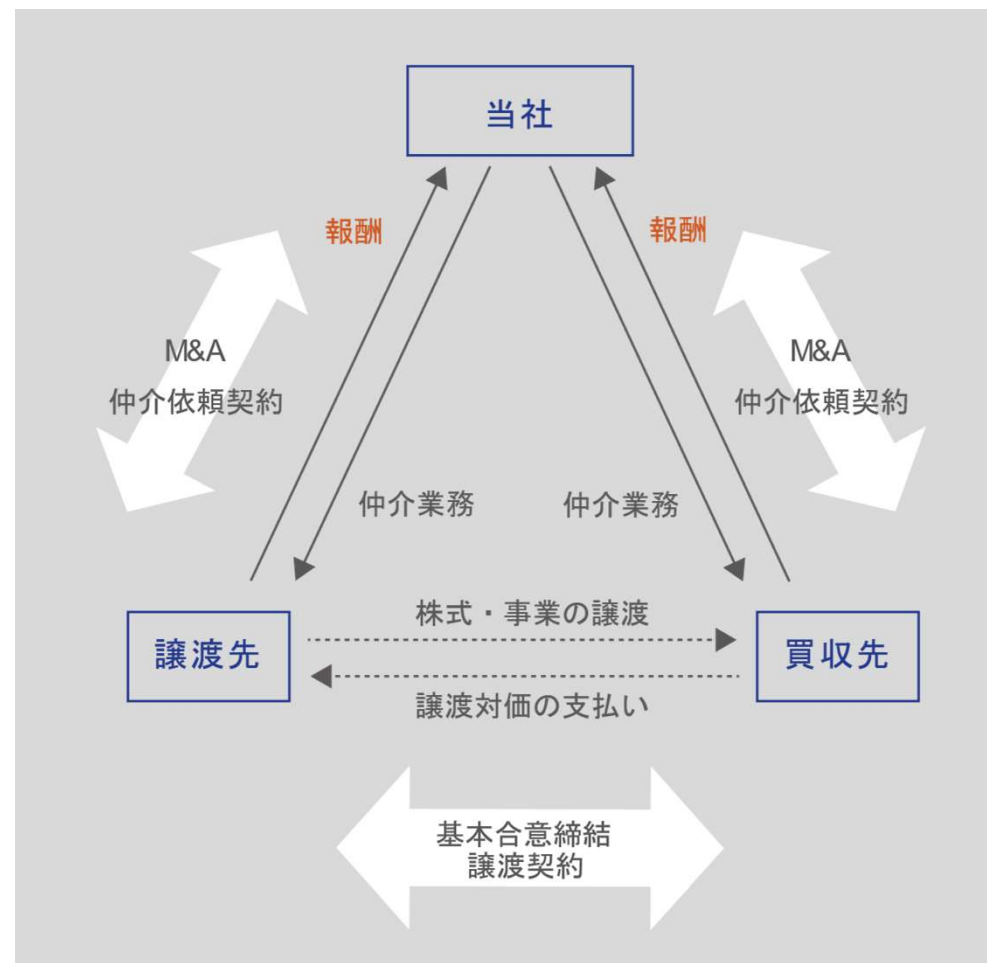 当社
報酬
報酬
M&A
仲介依頼契約
M&A
仲介依頼契約
仲介業務
仲介業務
株式・事業の譲渡
譲渡先
買収先
譲渡対価の支払い
基本合意締結
譲渡契約